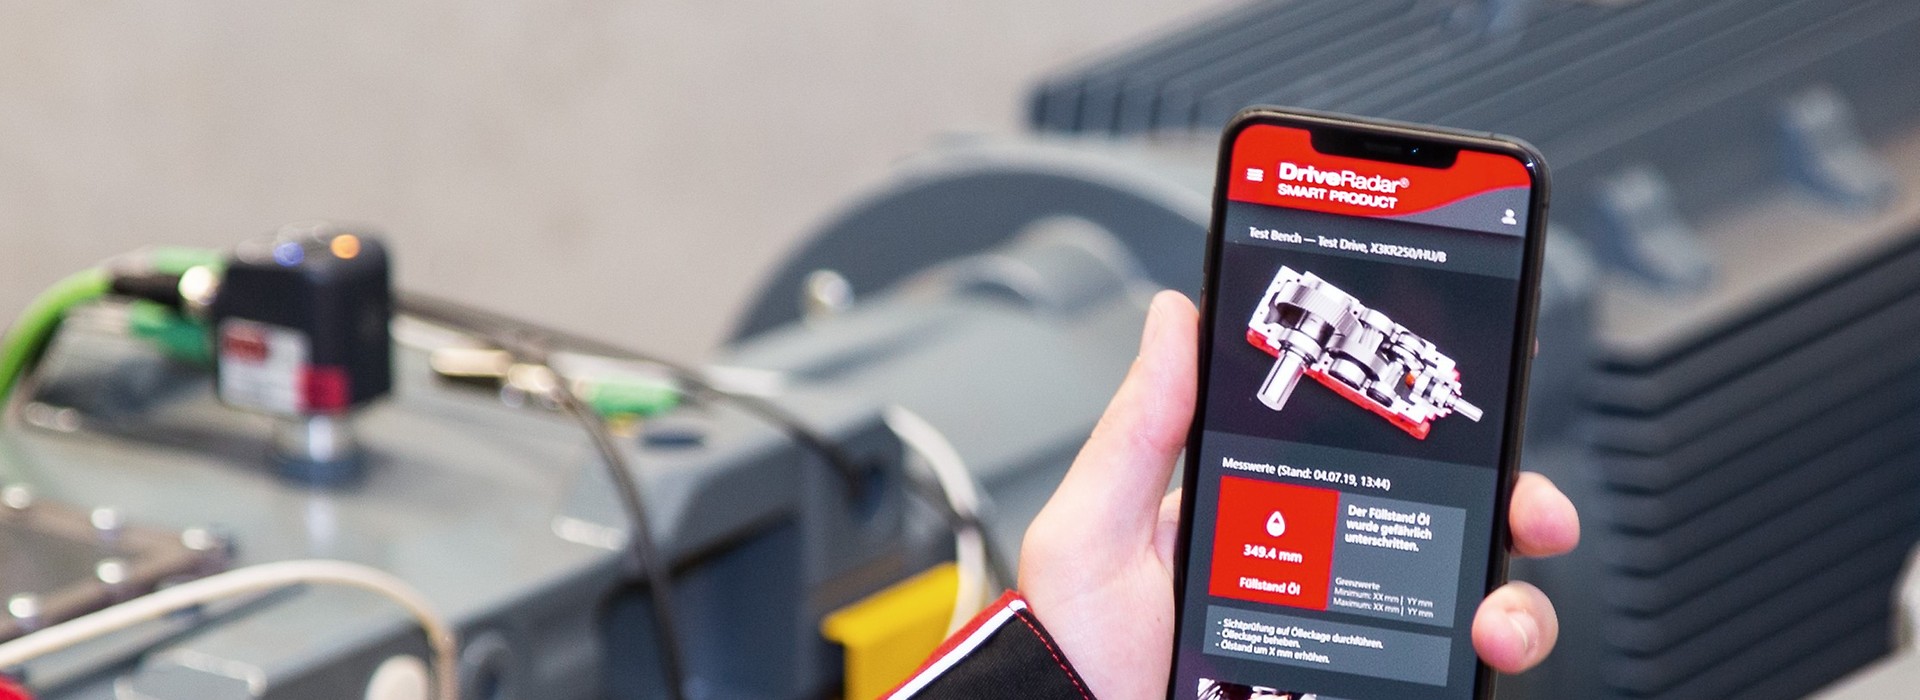 DriveRadar®
SMART PRODUCT
Test Bench — Test Drive, X3KR250/HU/B
Messwerte (Stand: 04.07.19, 13:44)
349.4 mm
Füllstand Öl
Der Füllstand Öl
wurde gefährlich
unterschritten.
Grenzwerte
Minimum: XX mm | YY mm
Maximum: XX mm | YY mm
- Sichtprüfung auf Ölleckage durchführen.
- Ölleckage beheben.
- Ölstand um X mm erhöhen.